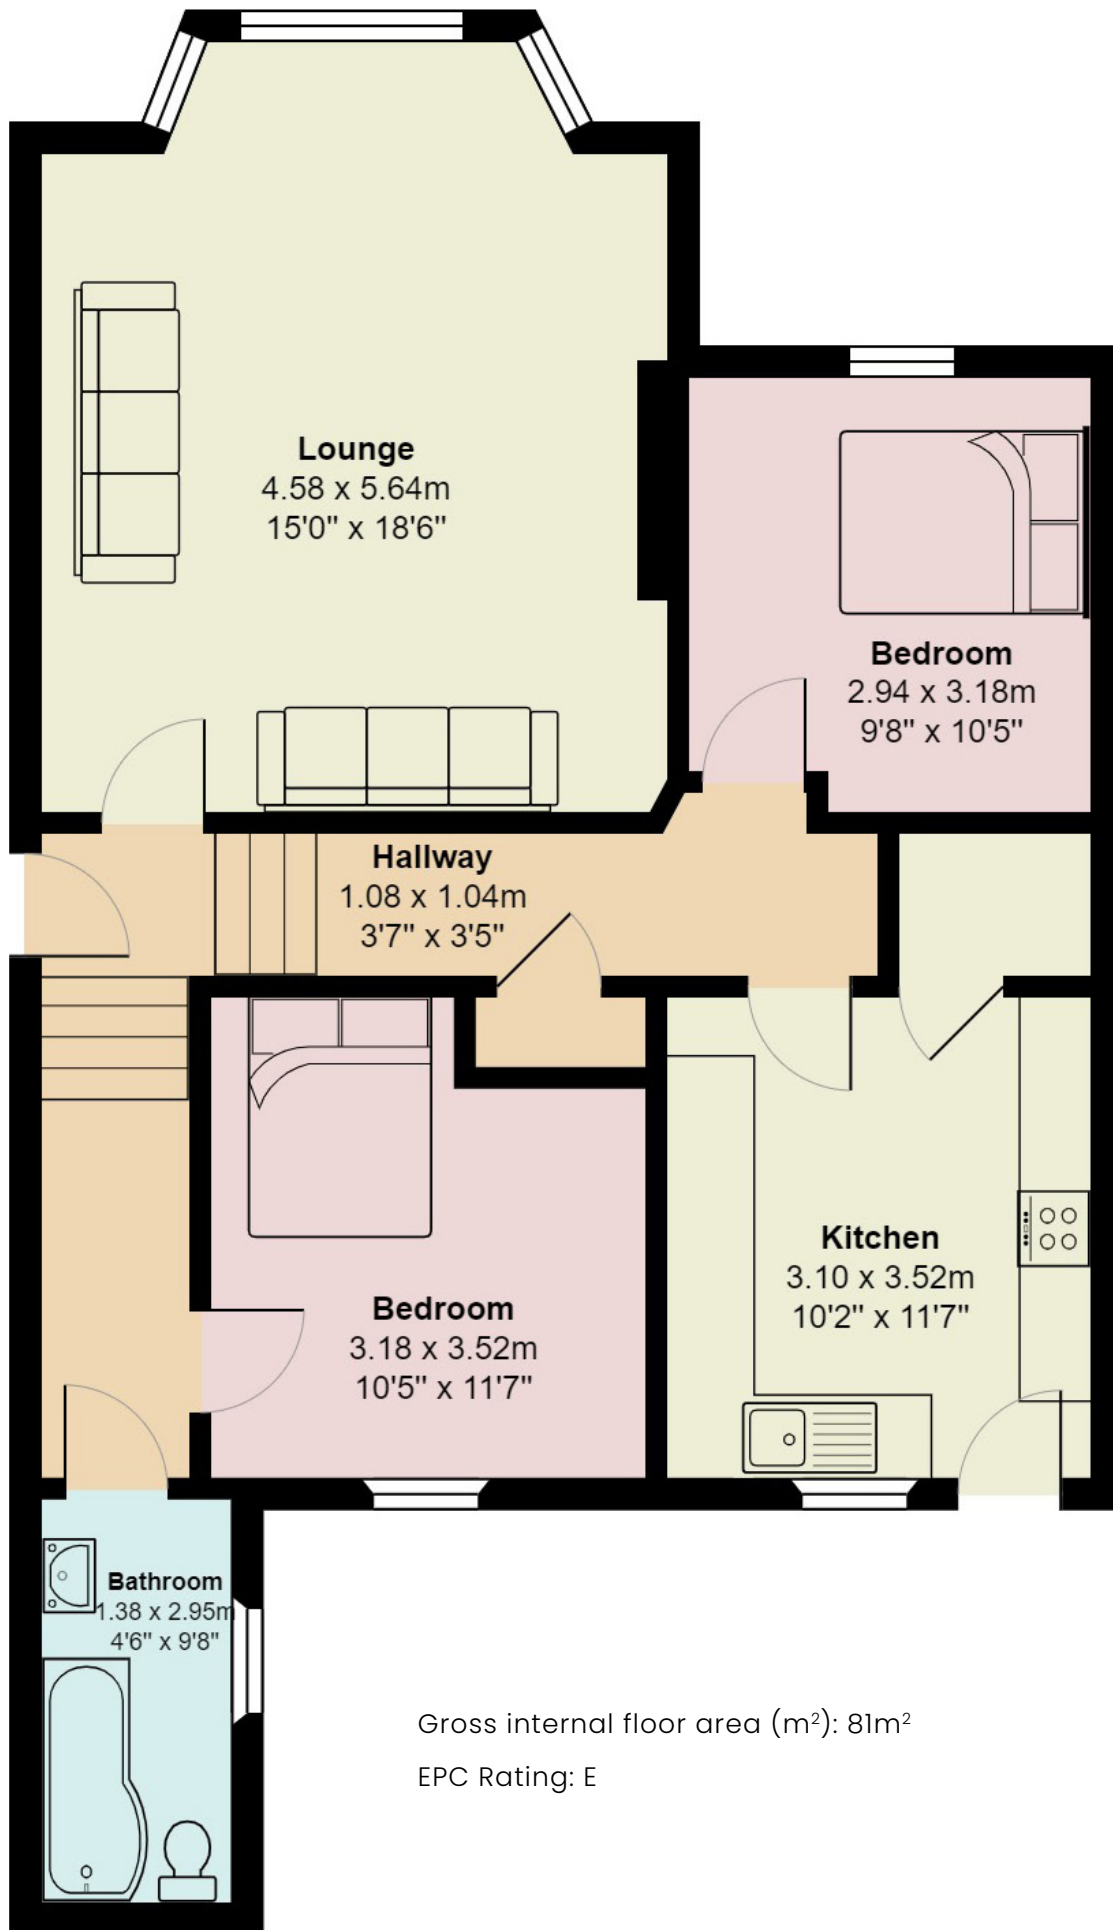 Lounge
4.58 x 5.64m
15'0" x 18'6"
Bedroom
2.94 x 3.18m
9'8" x 10'5"
Hallway
1.08 x 1.04m
3'7" x 3'5"
Kitchen
3.10 x 3.52m
10'2" x 11'7"
Bedroom
3.18 x 3.52m
10'5" x 11'7"
Bathroom
1.38 x 2.95m
4'6" x 9'8"
Gross internal floor area (m²): 81m²
EPC Rating: E